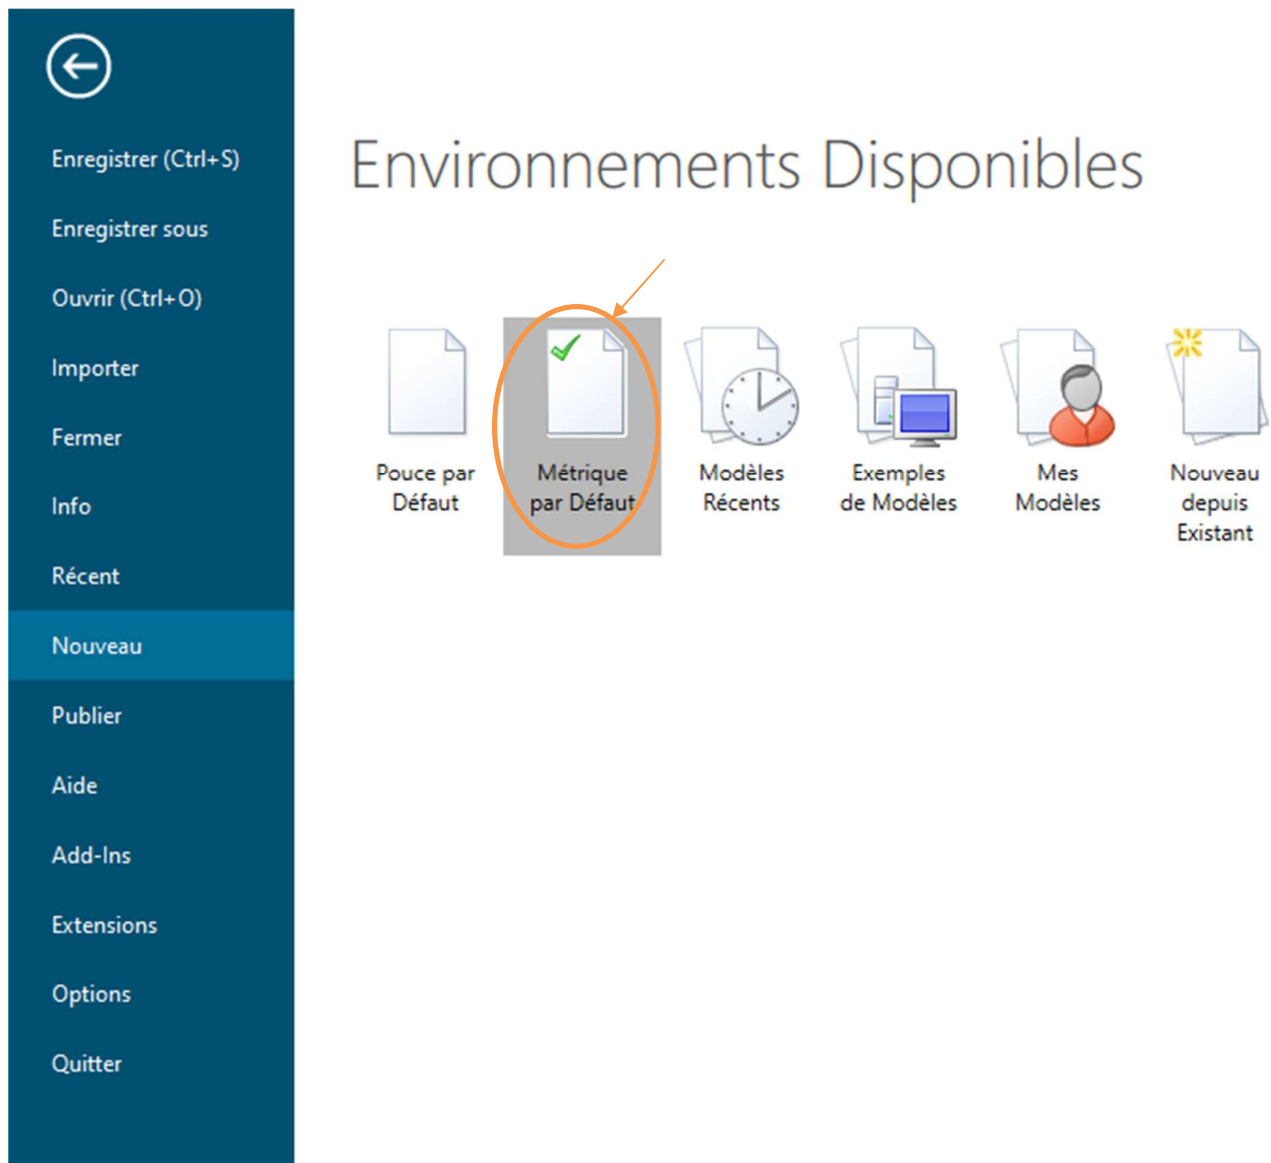 Enregistrer (Ctrl+S)
Enregistrer sous
Ouvrir (Ctrl+O)
Importer
Fermer
Info
Récent
Nouveau
Publier
Aide
Add-Ins
Extensions
Options
Quitter
Environnements Disponibles
Pouce par
Défaut
Métrique
par Défaut
Modèles
Récents
Exemples
de Modèles
Mes
Modèles
Nouveau
depuis
Existant